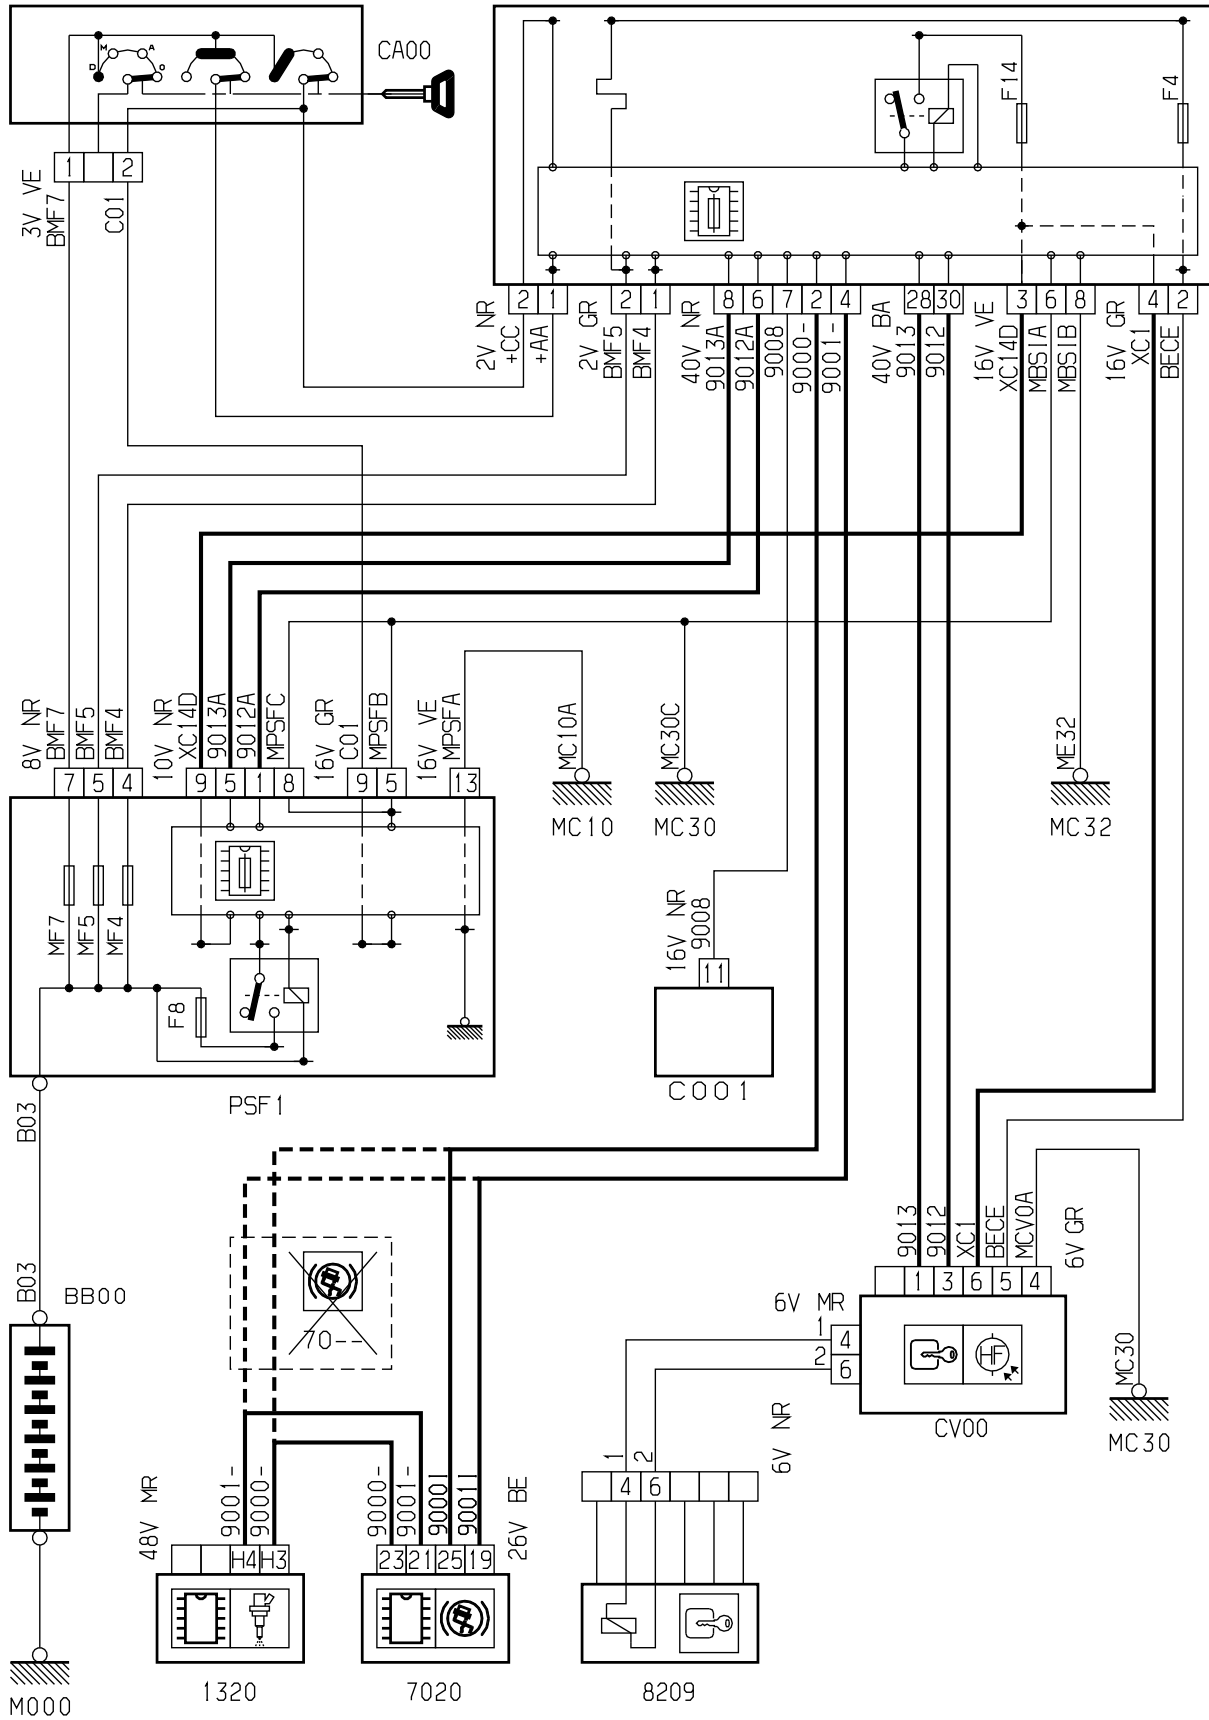 M A
D O
CA00
F14
F4
1 2
3V VE
BMF7
C01
2 1 2 1 8 6 7 2 4 28 30 3 6 8 4 2
2V NR
+CC
+AA
2V GR
BMF5
BMF4
40V NR
9013A
9012A
9008
9000-
9001-
40V BA
9013
9012
16V VE
XC14D
MBSIA
MBSIB
16V GR
XC1
BECE
8V NR
BMF7
BMF5
BMF4
10V NR
XC14D
9013A
9012A
MPSFC
16V GR
C01
MPSFB
16V VE
MPSFA
MC10A
MC30C
ME32
7 5 4 9 5 1 8 9 5 13
MC10
MC30
MC32
MF7
MF5
MF4
F8
16V NR
9008
11
C001
PSF1
B03
B03
BB00
9013
9012
XC1
BECE
MCV0A
6V GR
1 3 6 5 4
6V MR
1
4
2
6
HF
CV00
MC30
MC30
70--
48V MR
9001-
9000-
9000-
9001-
9000I
9001I
26V BE
1
2
6V NR
4 6
H4 H3
23 21 25 19
1320
7020
8209
M000